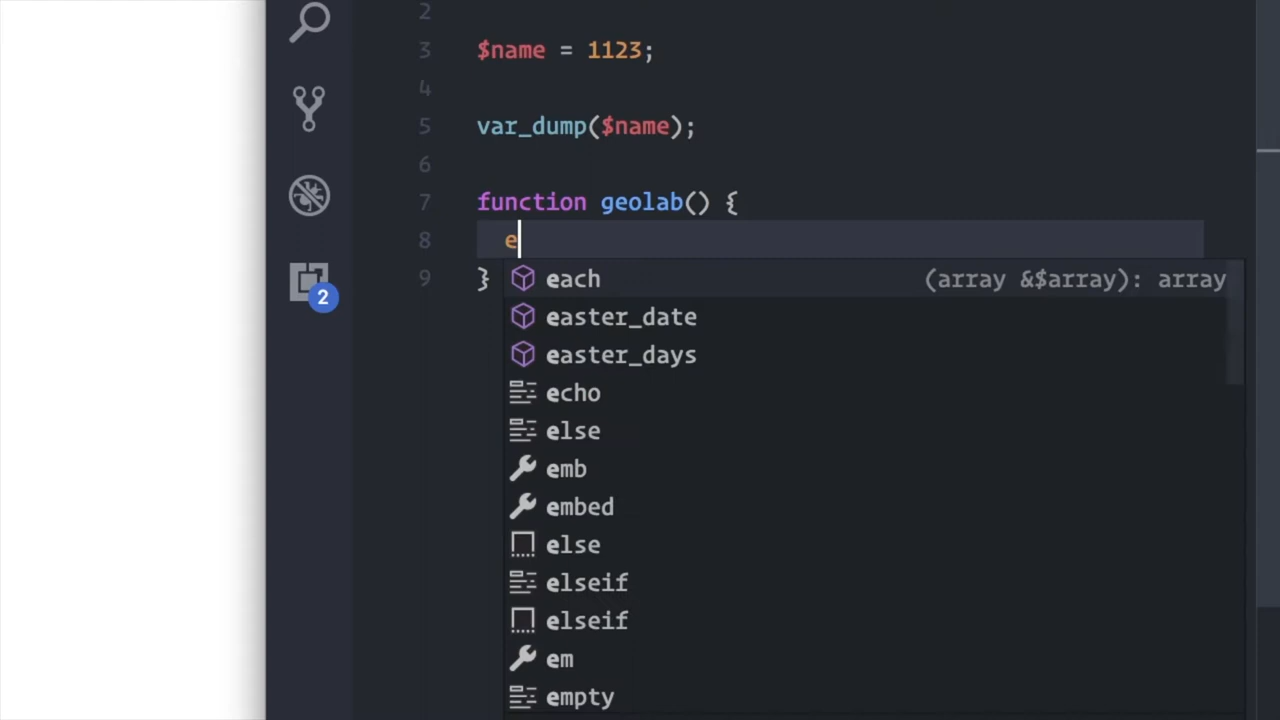 2
3 $name = 1123;
4
5 var_dump($name);
6
7 function geolab() {
8 e
9 }
each (array &$array): array
easter_date
easter_days
echo
else
emb
embed
else
elseif
elseif
em
empty
2